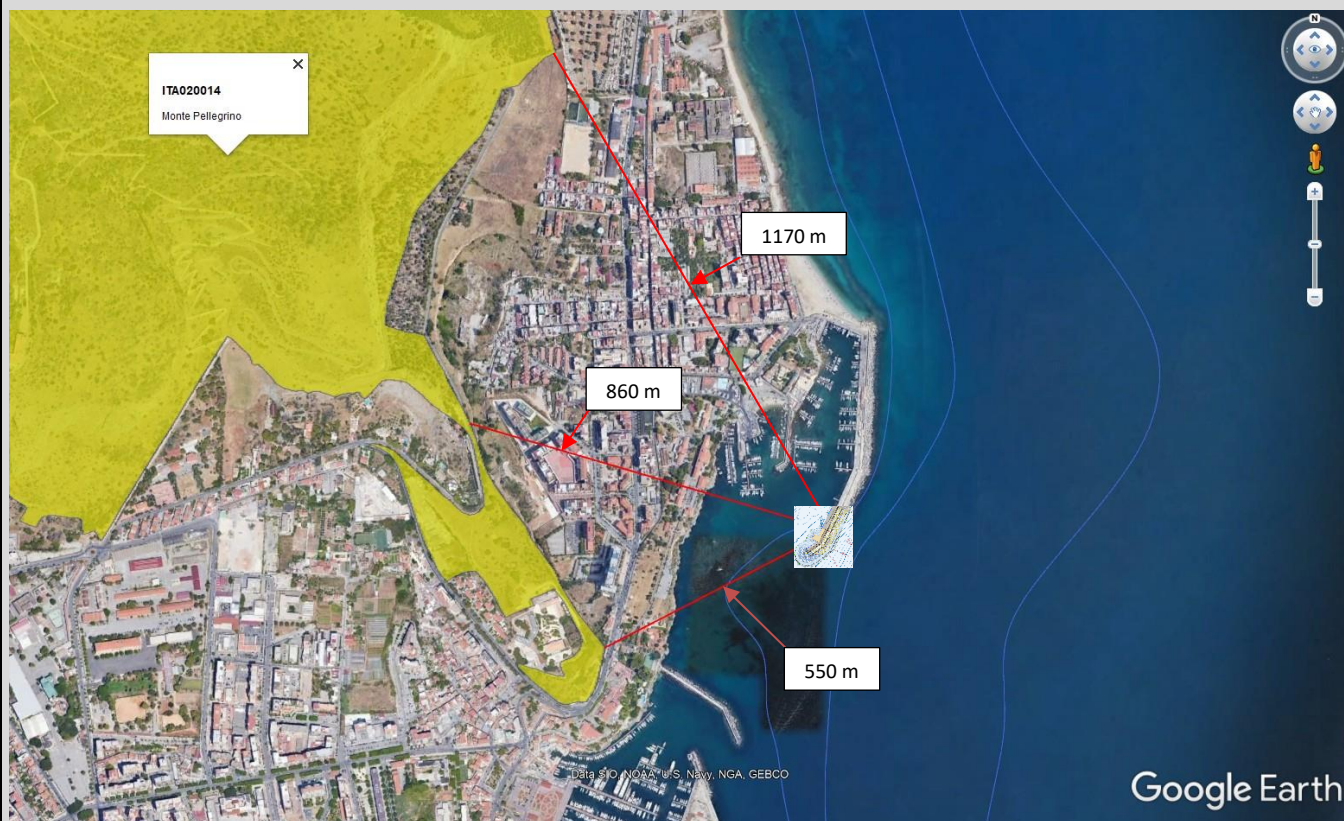 N
ITA020014
Monte Pellegrino
1170 m
860 m
550 m
Data SIO, NOAA, U.S. Navy, NGA, GEBCO
Google Earth